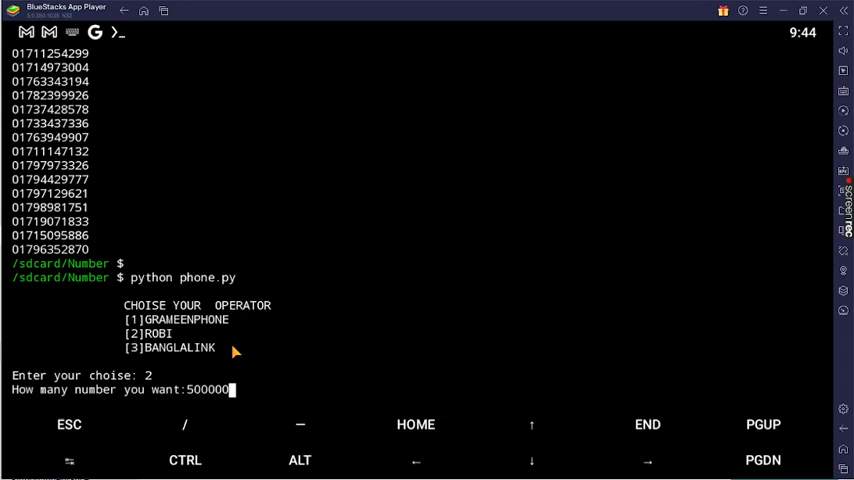 BlueStacks App Player
9:44
01711254299
01714973004
01763343194
01782399926
01737428578
01733437336
01763949907
01711147132
01797973326
01794429777
01797129621
01798981751
01719071833
01715095886
01796352870
/sdcard/Number $
/sdcard/Number $ python phone.py
CHOISE YOUR OPERATOR
[1]GRAMEENPHONE
[2]ROBI
[3]BANGLALINK
Enter your choise: 2
How many number you want:500000
ESC / — HOME ↑ END PGUP
CTRL ALT ← ↓ → PGDN
screenrec